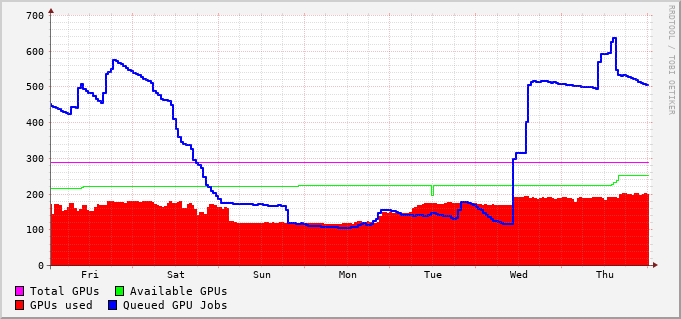 700
600
500
400
300
200
100
0
Fri Sat Sun Mon Tue Wed Thu
Total GPUs Available GPUs
GPUs used Queued GPU Jobs
RRDTOOL / TOBI OETIKER